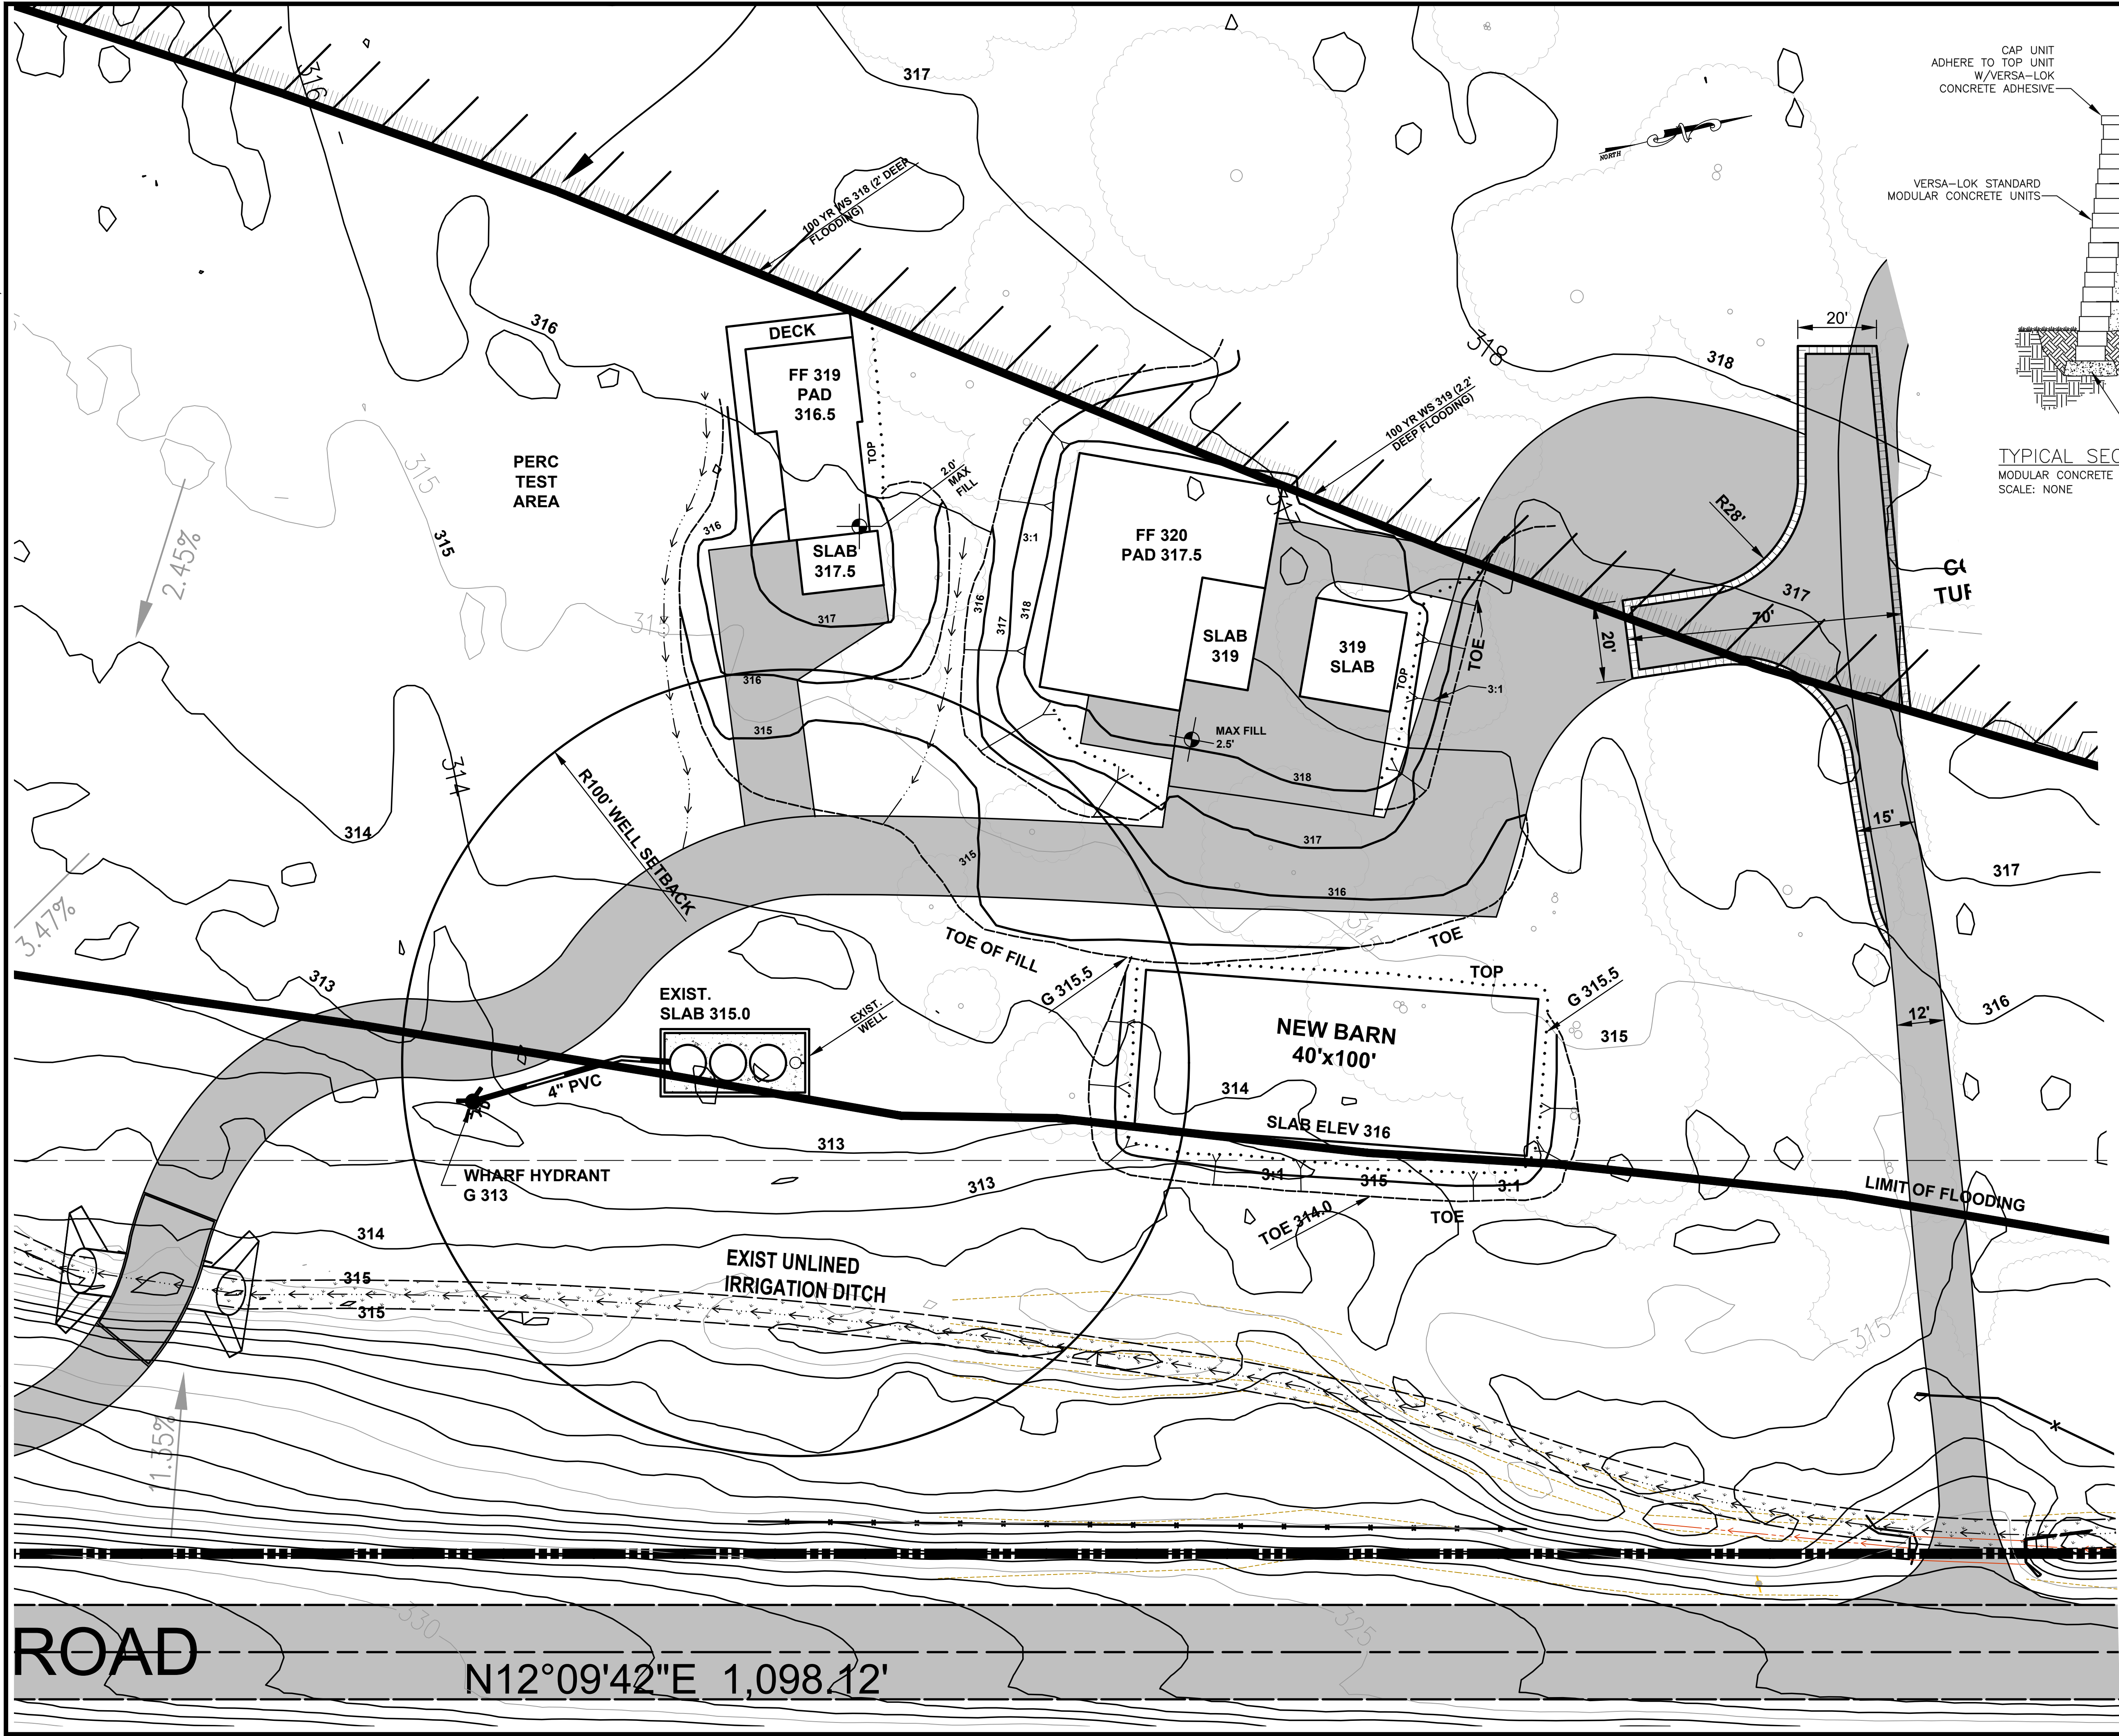 CAP UNIT
ADHERE TO TOP UNIT
W/VERSA-LOK
CONCRETE ADHESIVE
316
317
NORTH
100 YR WS 318 (2' DEEP
FLOODING)
VERSA-LOK STANDARD
MODULAR CONCRETE UNITS
316
DECK
FF 319
PAD
316.5
TOP
318
318
20'
100 YR WS 319 (2.2'
DEEP FLOODING)
TYPICAL SEC
MODULAR CONCRETE
SCALE: NONE
PERC
TEST
AREA
315
315
2.0'
MAX
FILL
316
SLAB
317.5
317
2.45%
315
3:1
FF 320
PAD 317.5
317
R28'
316
317
318
317
70'
20'
SLAB
319
319
SLAB
TOE
TOP
3:1
316
315
MAX FILL
2.5'
318
314
314
R100' WELL SETBACK
315
317
316
15'
317
3.47%
TOE OF FILL
TOE
315
TOP
G 315.5
G 315.5
313
EXIST.
SLAB 315.0
EXIST.
WELL
NEW BARN
40'x100'
315
12'
316
4" PVC
314
SLAB ELEV 316
313
WHARF HYDRANT
G 313
313
3:1
315
3:1
TOE 314.0
TOE
LIMIT OF FLOODING
314
EXIST UNLINED
IRRIGATION DITCH
315
315
315
11.35%
330
325
ROAD
N12°09'42"E 1,098.12'